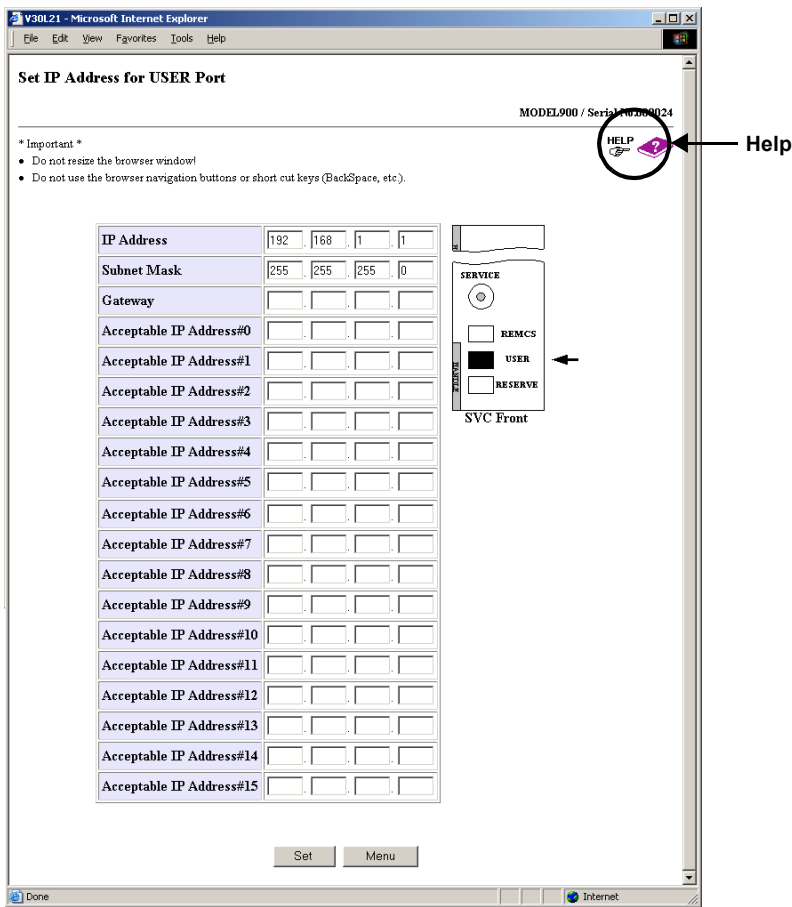 V30L21 - Microsoft Internet Explorer
File Edit View Favorites Tools Help
Set IP Address for USER Port
MODEL900 / Serial No.
* Important *
HELP
?
Help
• Do not resize the browser window!
• Do not use the browser navigation buttons or short cut keys (BackSpace, etc.).
IP Address 192 . 168 . 1 . 1
Subnet Mask 255 . 255 . 255 . 0
Gateway . . .
Acceptable IP Address#0 . . .
Acceptable IP Address#1 . . .
Acceptable IP Address#2 . . .
Acceptable IP Address#3 . . .
Acceptable IP Address#4 . . .
Acceptable IP Address#5 . . .
Acceptable IP Address#6 . . .
Acceptable IP Address#7 . . .
Acceptable IP Address#8 . . .
Acceptable IP Address#9 . . .
Acceptable IP Address#10 . . .
Acceptable IP Address#11 . . .
Acceptable IP Address#12 . . .
Acceptable IP Address#13 . . .
Acceptable IP Address#14 . . .
Acceptable IP Address#15 . . .
SERVICE
REMCS
USER
RESERVE
HANDLE
SVC Front
Set Menu
Done Internet